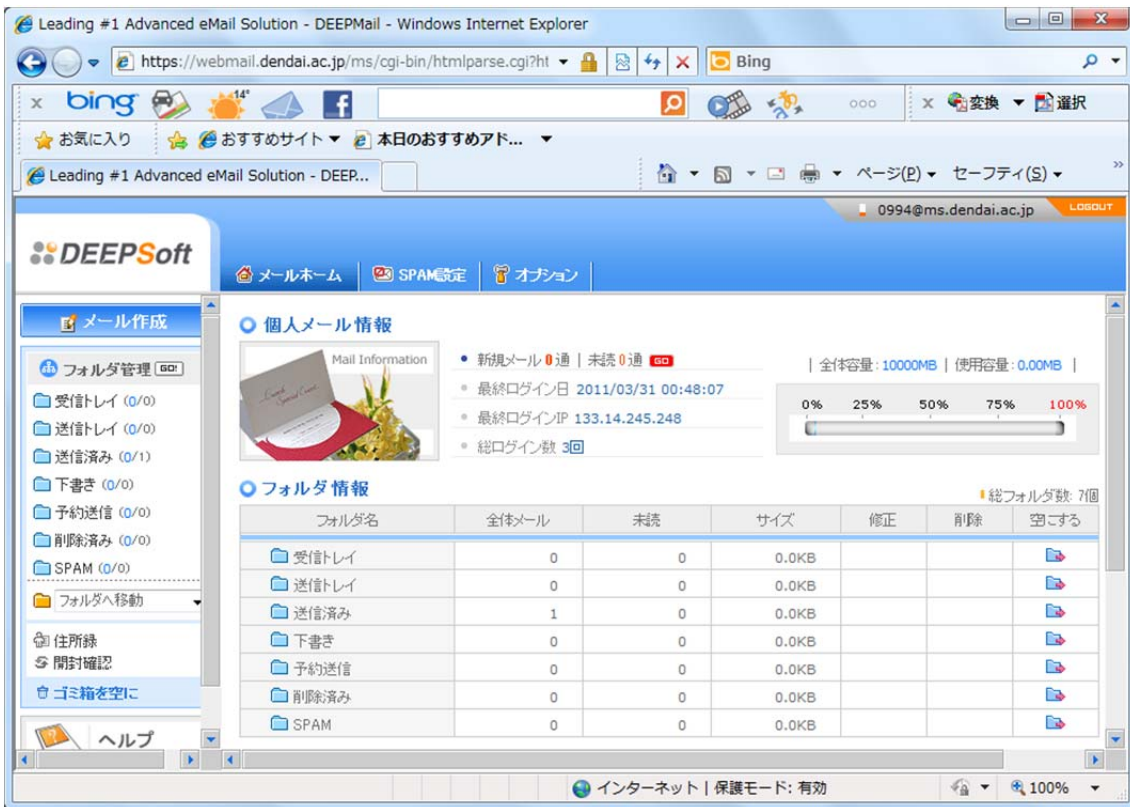 Leading #1 Advanced eMail Solution - DEEPMail - Windows Internet Explorer
https://webmail.dendai.ac.jp/ms/cgi-bin/htmlparse.cgi?ht
Bing
x bing 14° f ooo x 変換 ▼ 選択
お気に入り おすすめサイト ▼ 本日のおすすめアド... ▼
Leading #1 Advanced eMail Solution - DEEP... ページ(P) ▼ セーフティ(S) ▼ »
0994@ms.dendai.ac.jp LOGOUT
DEEPSoft
メールホーム SPAM設定 オプション
メール作成
フォルダ管理 GO!
受信トレイ (0/0)
送信トレイ (0/0)
送信済み (0/1)
下書き (0/0)
予約送信 (0/0)
削除済み (0/0)
SPAM (0/0)
フォルダへ移動
住所録
開封確認
ゴミ箱を空に
ヘルプ
個人メール情報
Mail Information
新規メール 0通 | 未読 0通 GO
最終ログイン日 2011/03/31 00:48:07
最終ログインIP 133.14.245.248
総ログイン数 3回
| 全体容量 : 10000MB | 使用容量 : 0.00MB |
0% 25% 50% 75% 100%
フォルダ情報
総フォルダ数: 7個
フォルダ名 全体メール 未読 サイズ 修正 削除 空にする
受信トレイ 0 0 0.0KB
送信トレイ 0 0 0.0KB
送信済み 1 0 0.0KB
下書き 0 0 0.0KB
予約送信 0 0 0.0KB
削除済み 0 0 0.0KB
SPAM 0 0 0.0KB
インターネット | 保護モード: 有効 100%